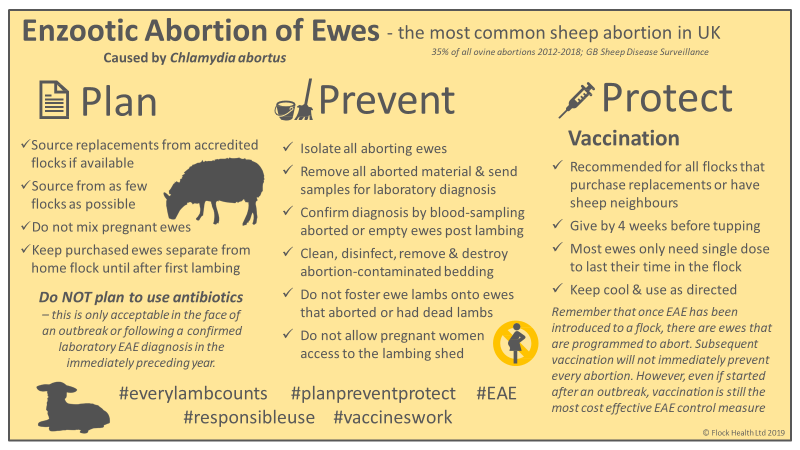 Enzootic Abortion of Ewes - the most common sheep abortion in UK
Caused by Chlamydia abortus
35% of all ovine abortions 2012-2018; GB Sheep Disease Surveillance
Plan
✓Source replacements from accredited
flocks if available
✓Source from as few
flocks as possible
✓Do not mix pregnant ewes
✓Keep purchased ewes separate from
home flock until after first lambing
Do NOT plan to use antibiotics
– this is only acceptable in the face of
an outbreak or following a confirmed
laboratory EAE diagnosis in the
immediately preceding year.
Prevent
✓ Isolate all aborting ewes
✓ Remove all aborted material & send
samples for laboratory diagnosis
✓ Confirm diagnosis by blood-sampling
aborted or empty ewes post lambing
✓ Clean, disinfect, remove & destroy
abortion-contaminated bedding
✓ Do not foster ewe lambs onto ewes
that aborted or had dead lambs
✓ Do not allow pregnant women
access to the lambing shed
Protect
Vaccination
✓ Recommended for all flocks that
purchase replacements or have
sheep neighbours
✓ Give by 4 weeks before tupping
✓ Most ewes only need single dose
to last their time in the flock
✓ Keep cool & use as directed
Remember that once EAE has been
introduced to a flock, there are ewes that
are programmed to abort. Subsequent
vaccination will not immediately prevent
every abortion. However, even if started
after an outbreak, vaccination is still the
most cost effective EAE control measure
#everylambcounts #planpreventprotect #EAE
#responsibleuse #vaccineswork
© Flock Health Ltd 2019